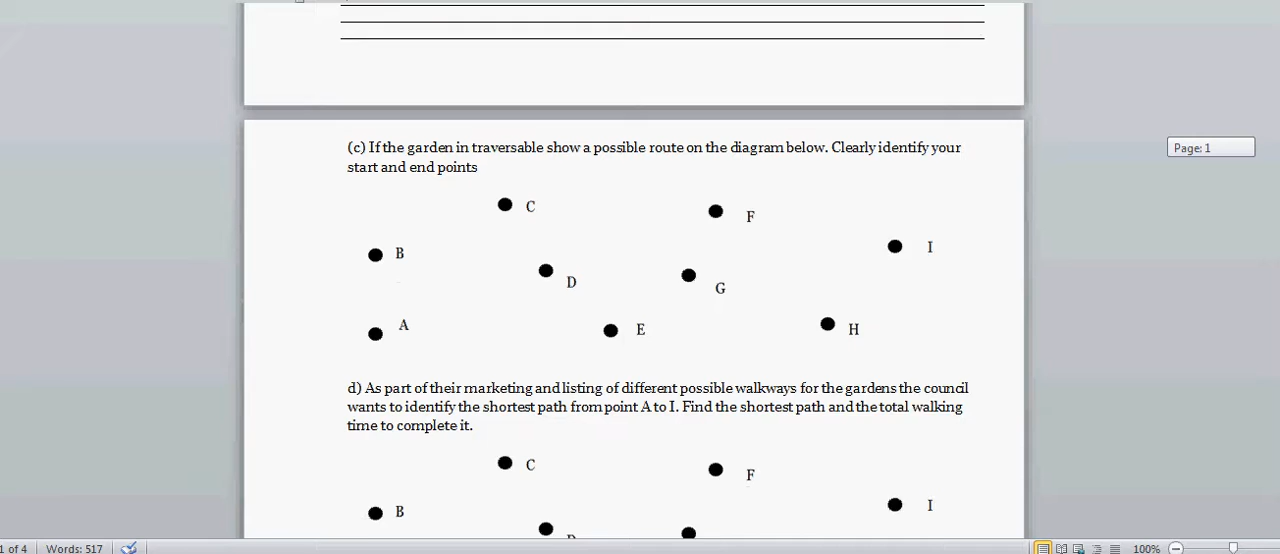 (c) If the garden in traversable show a possible route on the diagram below. Clearly identify your
start and end points
Page: 1
C
F
B
I
D
G
A
E
H
d) As part of their marketing and listing of different possible walkways for the gardens the council
wants to identify the shortest path from point A to I. Find the shortest path and the total walking
time to complete it.
C
F
B
I
1 of 4
Words: 517
100%